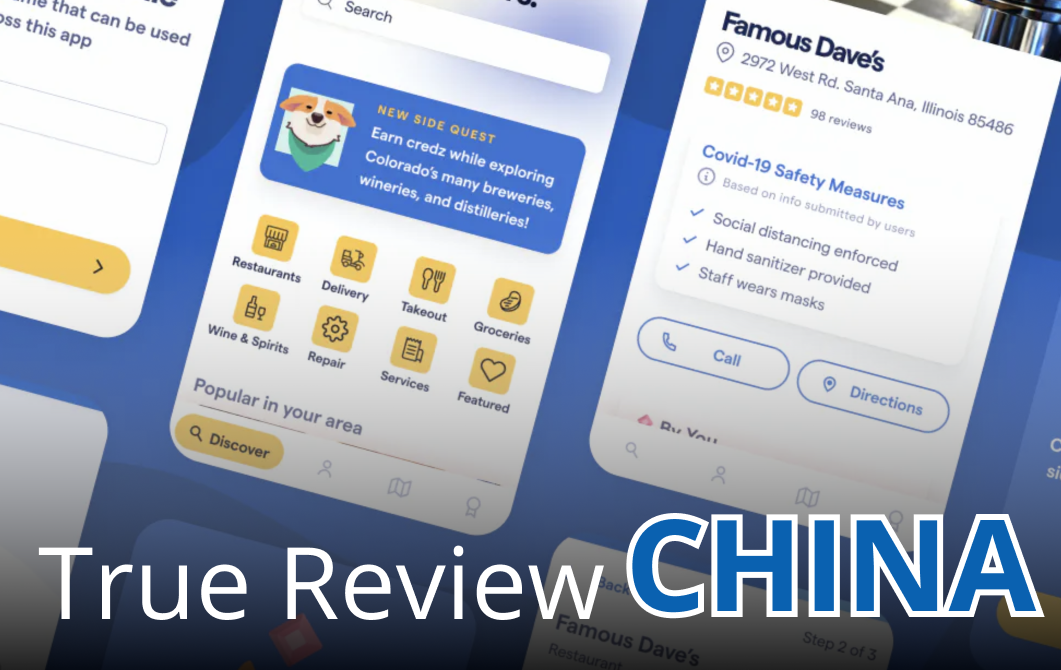 me that can be used
oss this app
Search
NEW SIDE QUEST
Earn credz while exploring
Colorado's many breweries,
wineries, and distilleries!
Restaurants
Delivery
Takeout
Groceries
Wine & Spirits
Repair
Services
Featured
Popular in your area
Discover
Famous Dave's
2972 West Rd. Santa Ana, Illinois 85486
98 reviews
Covid-19 Safety Measures
Based on info submitted by users
Social distancing enforced
Hand sanitizer provided
Staff wears masks
Call
Directions
By You
Back
Famous Dave's
Restaurant
Step 2 of 3
True Review CHINA